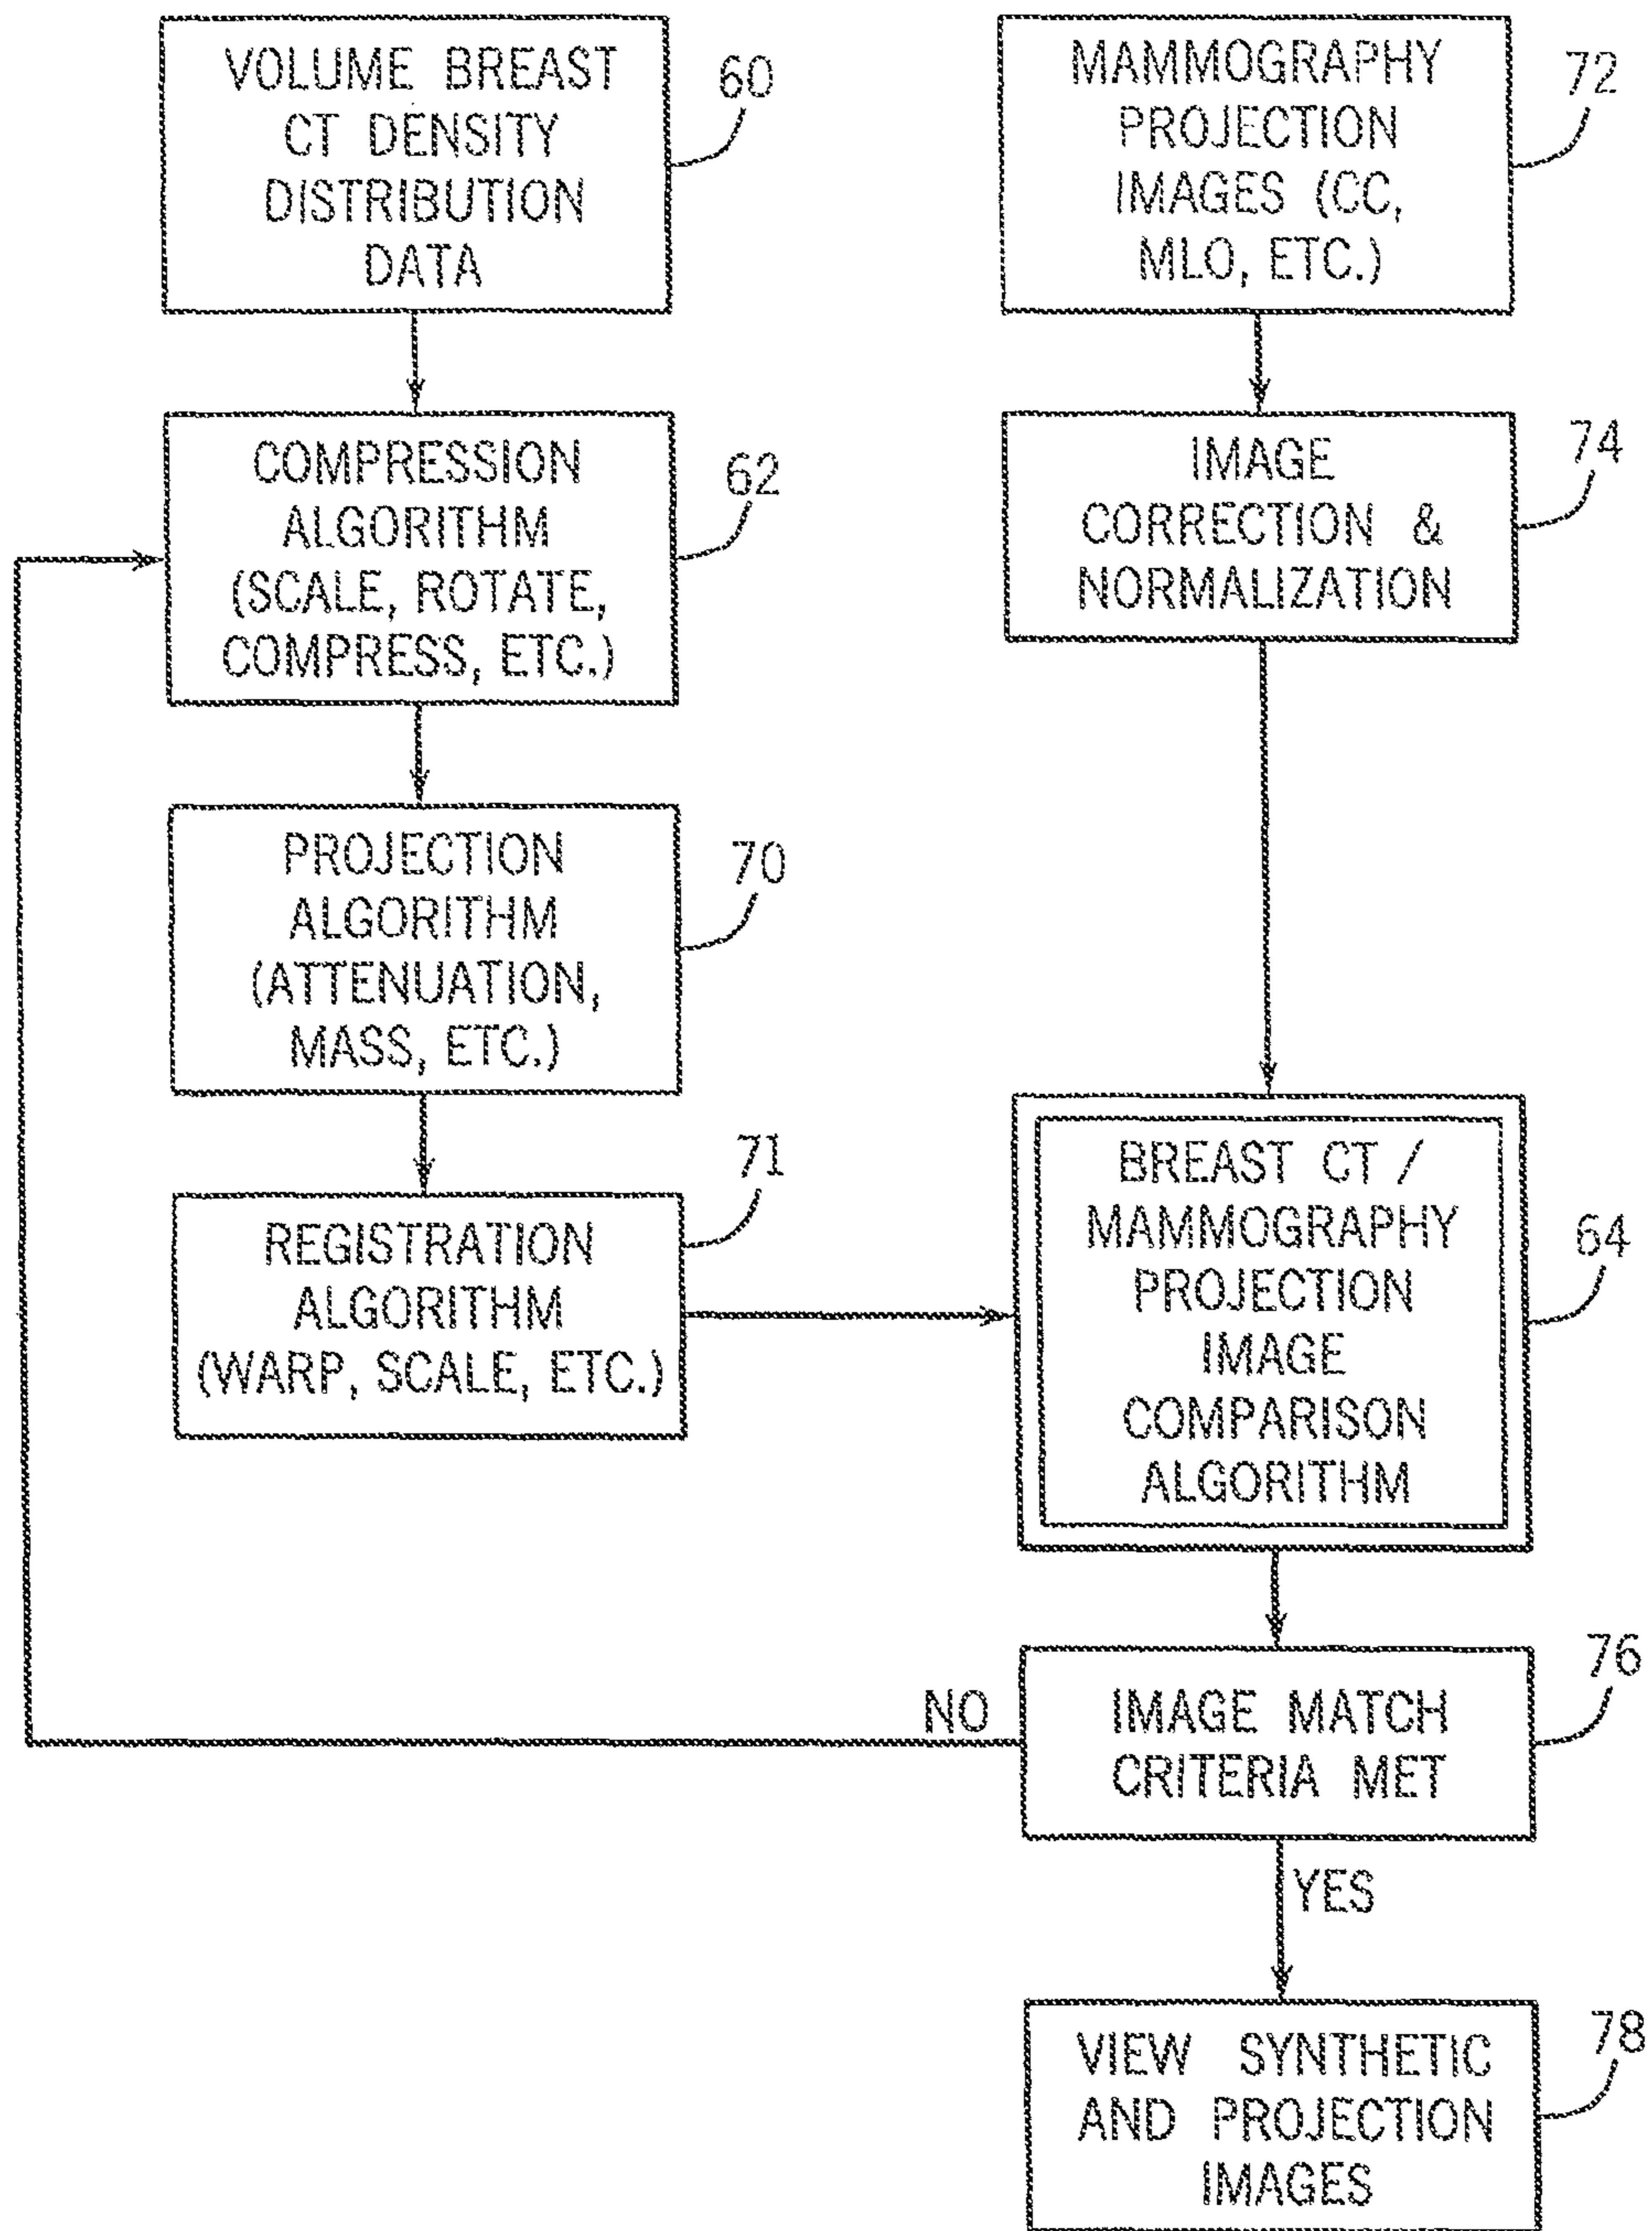 VOLUME BREAST
CT DENSITY
DISTRIBUTION
DATA
60
COMPRESSION
ALGORITHM
(SCALE, ROTATE,
COMPRESS, ETC.)
62
PROJECTION
ALGORITHM
(ATTENUATION,
MASS, ETC.)
70
REGISTRATION
ALGORITHM
(WARP, SCALE, ETC.)
71
MAMMOGRAPHY
PROJECTION
IMAGES (CC,
MLO, ETC.)
72
IMAGE
CORRECTION &
NORMALIZATION
74
BREAST CT /
MAMMOGRAPHY
PROJECTION
IMAGE
COMPARISON
ALGORITHM
64
IMAGE MATCH
CRITERIA MET
76
NO
YES
VIEW SYNTHETIC
AND PROJECTION
IMAGES
78